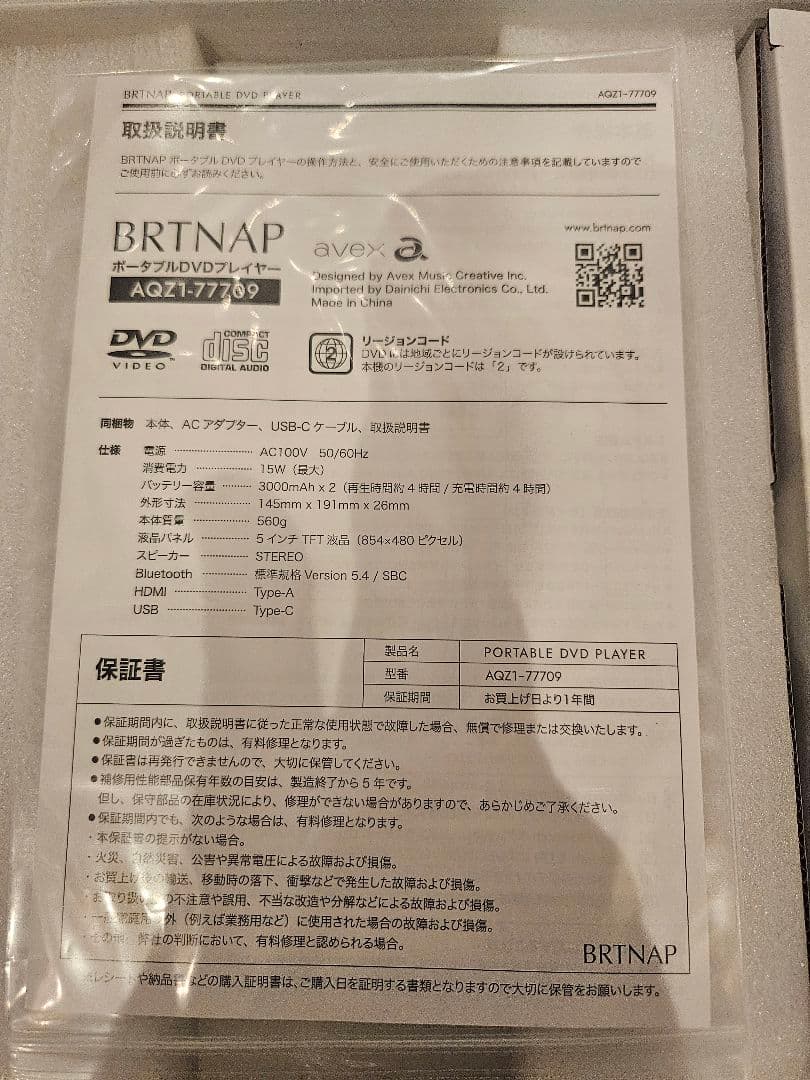 BRTNAP PORTABLE DVD PLAYER AQZ1-77709
取扱説明書
BRTNAP ポータブル DVD プレイヤーの操作方法と、安全にご使用いただくための注意事項を記載していますので
ご使用前に必ずお読みください。
BRTNAP
ポータブルDVDプレイヤー
AQZ1-77709
avex a.
Designed by Avex Music Creative Inc.
Imported by Dainichi Electronics Co., Ltd.
Made in China
www.brtnap.com
DVD
VIDEO
COMPACT
disc
DIGITAL AUDIO
2
リージョンコード
DVD には地域ごとにリージョンコードが設けられています。
本機のリージョンコードは「2」です。
同梱物 本体、AC アダプター、USB-C ケーブル、取扱説明書
仕様 電源 AC100V 50/60Hz
消費電力 15W（最大）
バッテリー容量 3000mAh x 2（再生時間約 4 時間 / 充電時間約 4 時間）
外形寸法 145mm x 191mm x 26mm
本体質量 560g
液晶パネル 5 インチ TFT 液晶（854×480 ピクセル）
スピーカー STEREO
Bluetooth 標準規格 Version 5.4 / SBC
HDMI Type-A
USB Type-C
保証書
製品名 PORTABLE DVD PLAYER
型番 AQZ1-77709
保証期間 お買上げ日より1年間
●保証期間内に、取扱説明書に従った正常な使用状態で故障した場合、無償で修理または交換いたします。
●保証期間が過ぎたものは、有料修理となります。
●保証書は再発行できませんので、大切に保管してください。
●補修用性能部品保有年数の目安は、製造終了から 5 年です。
但し、保守部品の在庫状況により、修理ができない場合がありますので、あらかじめご了承ください。
●保証期間内でも、次のような場合は、有料修理となります。
・本保証書の提示がない場合。
・火災、自然災害、公害や異常電圧による故障および損傷。
・お買上げ後の輸送、移動時の落下、衝撃などで発生した故障および損傷。
・お取り扱いの不注意や誤用、不当な改造や分解などによる故障および損傷。
・一般家庭用以外（例えば業務用など）に使用された場合の故障および損傷。
・その他、弊社の判断において、有料修理と認められる場合。
BRTNAP
※レシートや納品書などの購入証明書は、ご購入日を証明する書類となりますので大切に保管をお願いします。